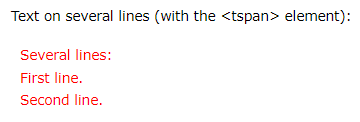 Text on several lines (with the <tspan> element):
Several lines:
First line.
Second line.